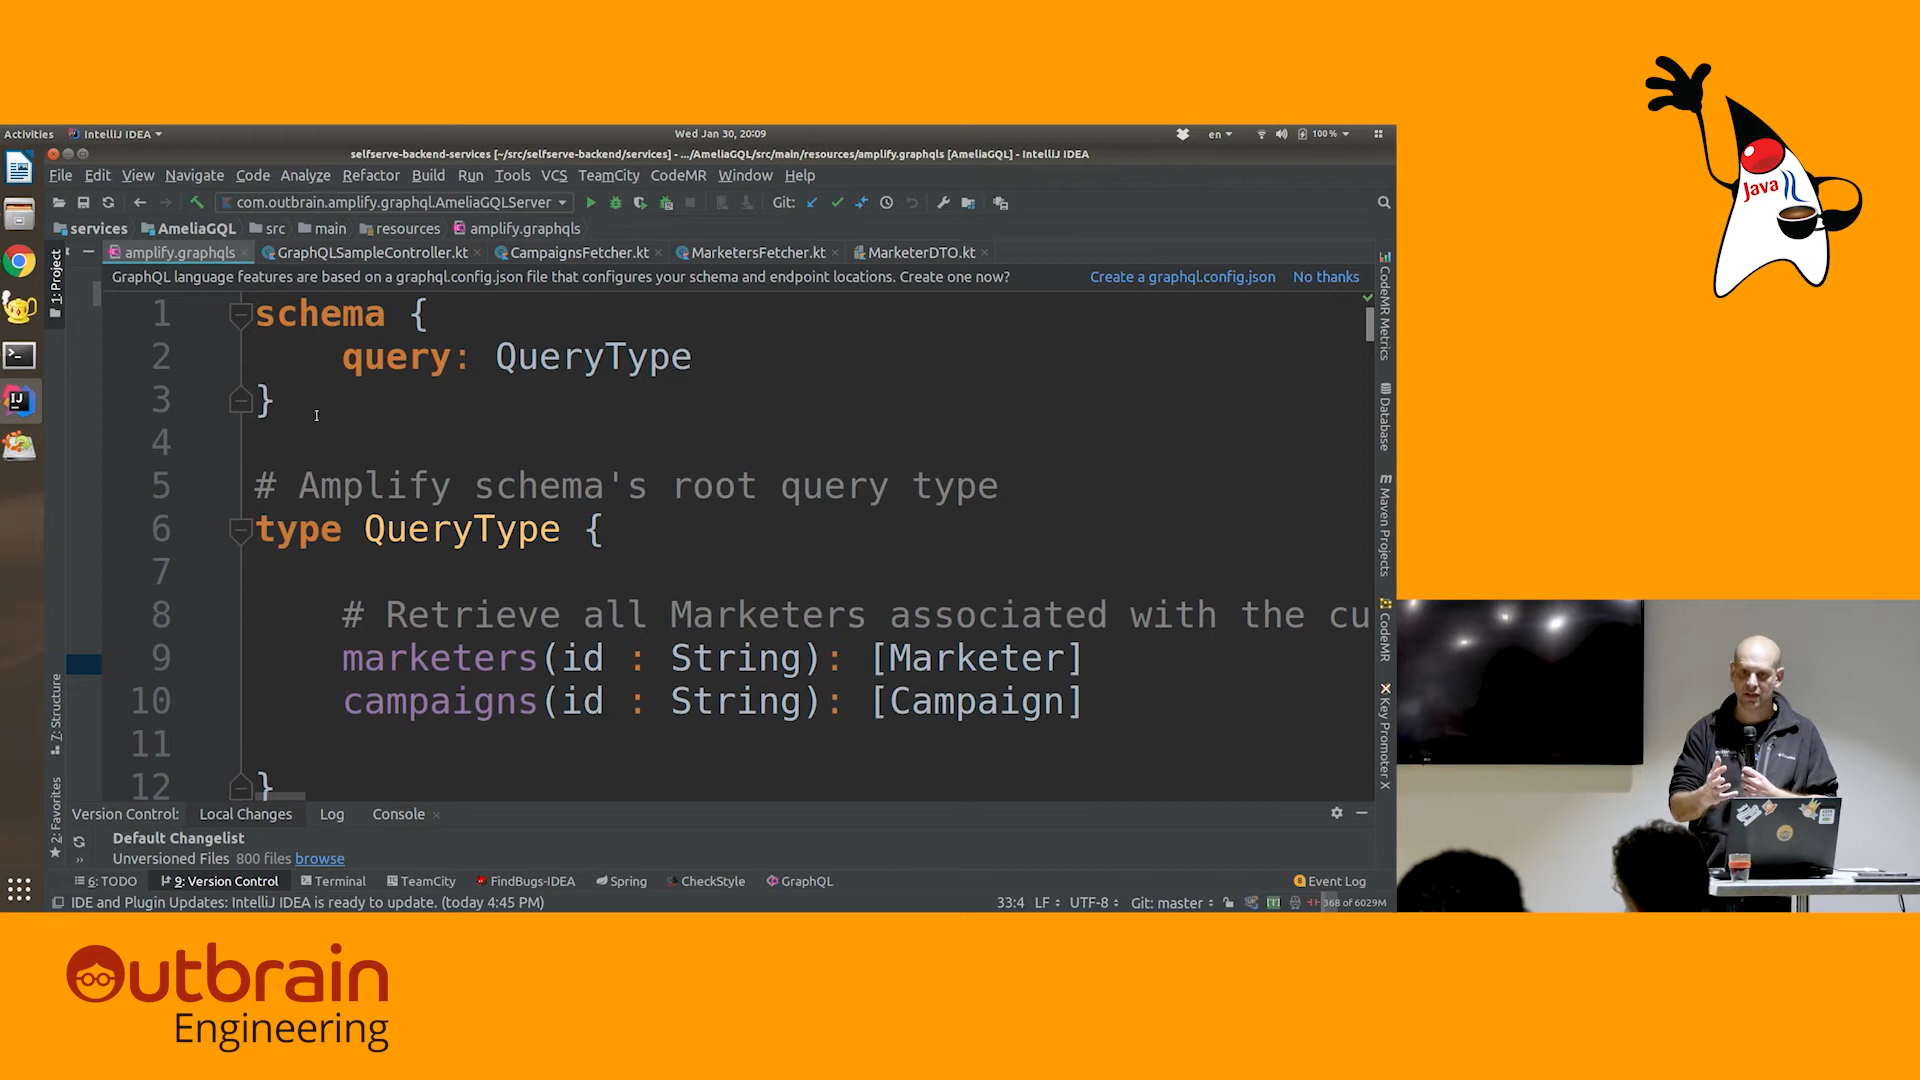 Activities IntelliJ IDEA Wed Jan 30, 20:09 en 100 %
selfserve-backend-services [~/src/selfserve-backend/services] - .../AmeliaGQL/src/main/resources/amplify.graphqls [AmeliaGQL] - IntelliJ IDEA
File Edit View Navigate Code Analyze Refactor Build Run Tools VCS TeamCity CodeMR Window Help
com.outbrain.amplify.graphql.AmeliaGQLServer Git:
services AmeliaGQL src main resources amplify.graphqls
amplify.graphqls GraphQLSampleController.kt CampaignsFetcher.kt MarketersFetcher.kt MarketerDTO.kt
GraphQL language features are based on a graphql.config.json file that configures your schema and endpoint locations. Create one now? Create a graphql.config.json No thanks
1 schema {
2 query: QueryType
3 }
4
5 # Amplify schema's root query type
6 type QueryType {
7
8 # Retrieve all Marketers associated with the cu
9 marketers(id : String): [Marketer]
10 campaigns(id : String): [Campaign]
11
12 }
1: Project
7: Structure
2: Favorites
CodeMR Metrics
Database
Maven Projects
CodeMR
Key Promoter X
Version Control: Local Changes Log Console
Default Changelist
Unversioned Files 800 files browse
6: TODO 9: Version Control Terminal TeamCity FindBugs-IDEA Spring CheckStyle GraphQL Event Log
IDE and Plugin Updates: IntelliJ IDEA is ready to update. (today 4:45 PM) 33:4 LF UTF-8 Git: master 368 of 6029M
Java
Outbrain
Engineering